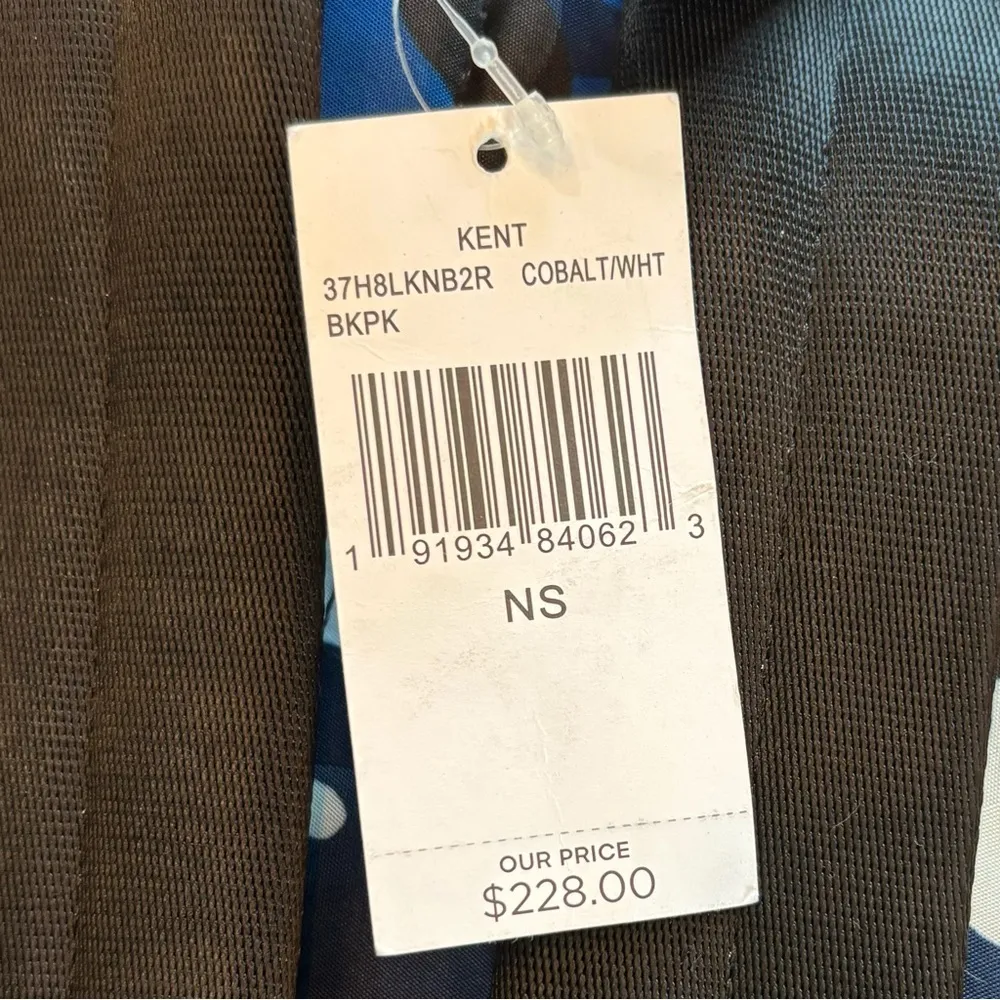 KENT
37H8LKNB2R COBALT/WHT
BKPK
1 91934 84062 3
NS
OUR PRICE
$228.00